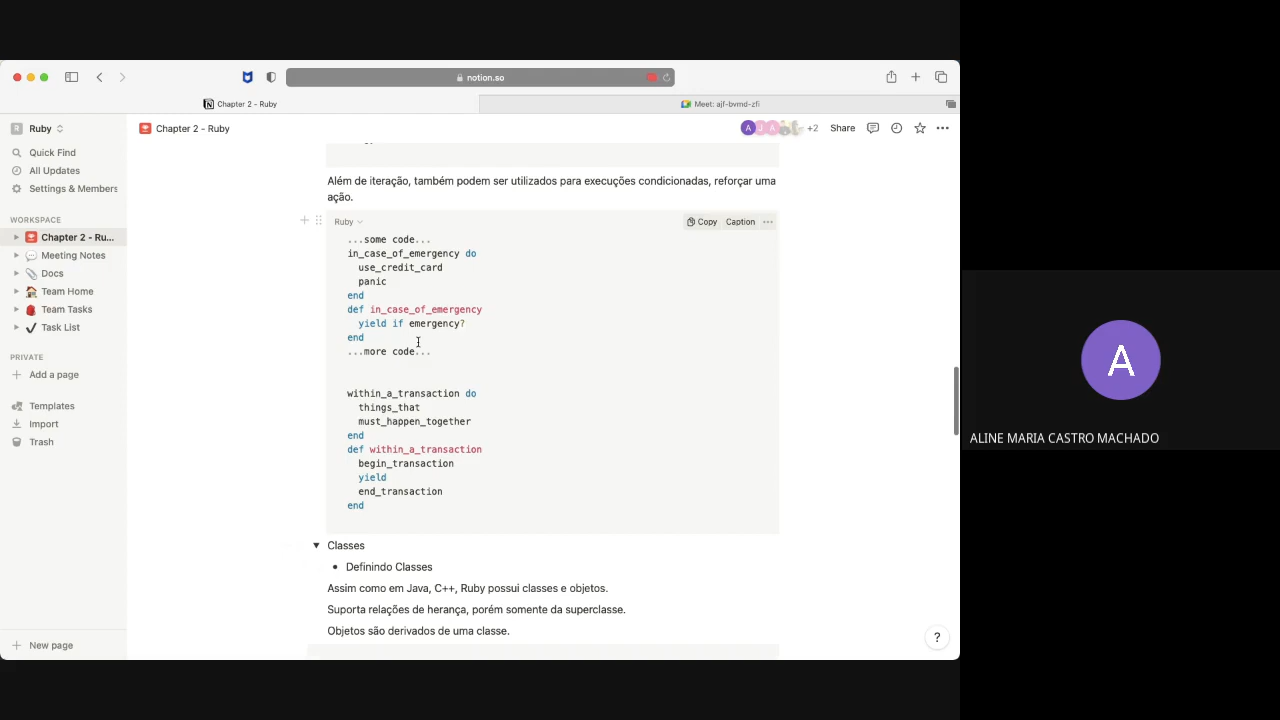 notion.so
Chapter 2 - Ruby
Meet: ajf-bvmd-zfi
R Ruby
Chapter 2 - Ruby
A J A +2 Share
Quick Find
All Updates
Settings & Members
WORKSPACE
Chapter 2 - Ru...
Meeting Notes
Docs
Team Home
Team Tasks
Task List
PRIVATE
Add a page
Templates
Import
Trash
New page
Além de iteração, também podem ser utilizados para execuções condicionadas, reforçar uma
ação.
Ruby
Copy Caption
...some code...
in_case_of_emergency do
use_credit_card
panic
end
def in_case_of_emergency
yield if emergency?
end
...more code...
within_a_transaction do
things_that
must_happen_together
end
def within_a_transaction
begin_transaction
yield
end_transaction
end
Classes
• Definindo Classes
Assim como em Java, C++, Ruby possui classes e objetos.
Suporta relações de herança, porém somente da superclasse.
Objetos são derivados de uma classe.
?
A
ALINE MARIA CASTRO MACHADO